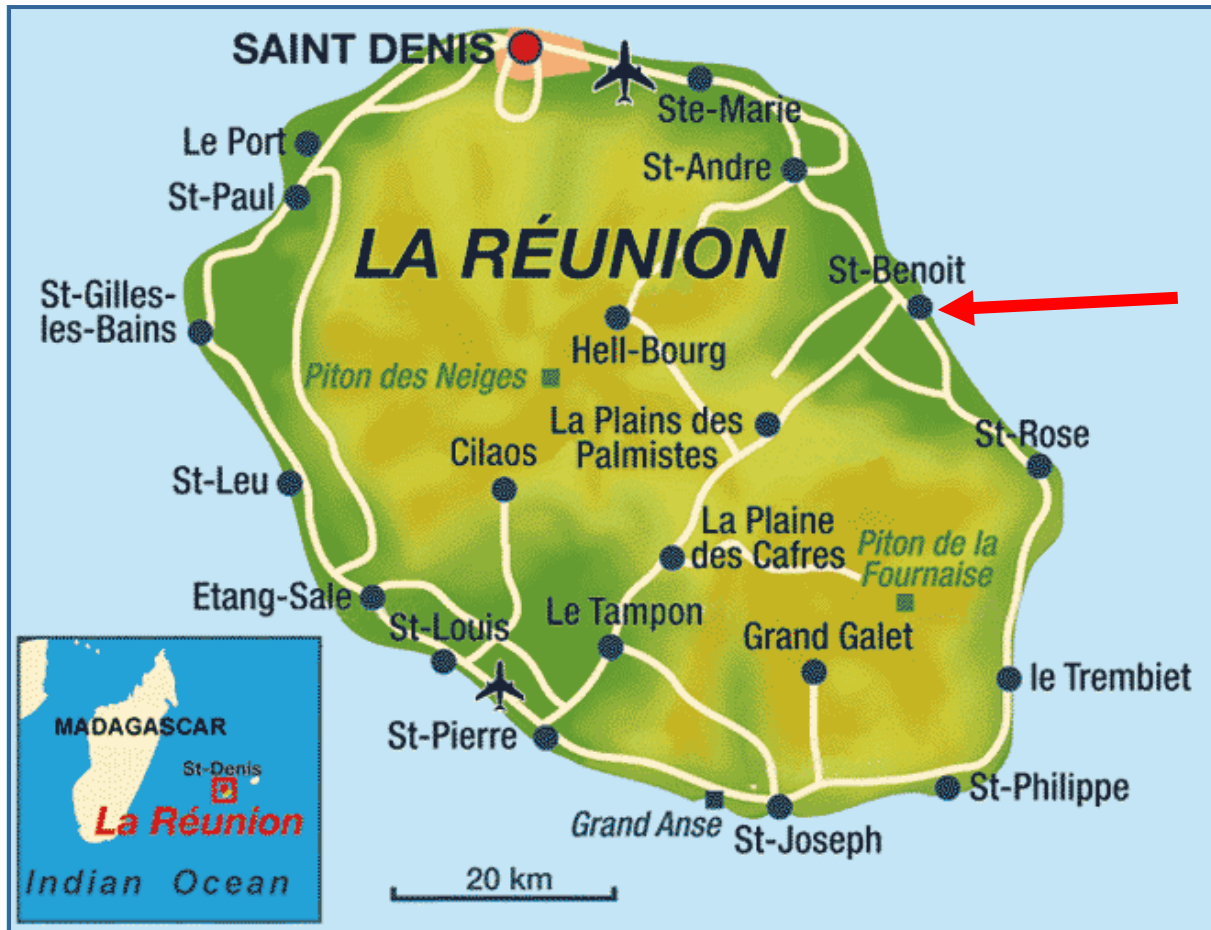 SAINT DENIS
Ste-Marie
Le Port
St-Andre
St-Paul
LA RÉUNION
St-Benoit
St-Gilles-
les-Bains
Hell-Bourg
Piton des Neiges
La Plains des
Palmistes
St-Rose
Cilaos
St-Leu
La Plaine
des Cafres
Piton de la
Fournaise
Etang-Sale
Le Tampon
St-Louis
Grand Galet
le Trembiet
St-Pierre
St-Philippe
Grand Anse
St-Joseph
MADAGASCAR
St-Denis
La Réunion
Indian Ocean
20 km